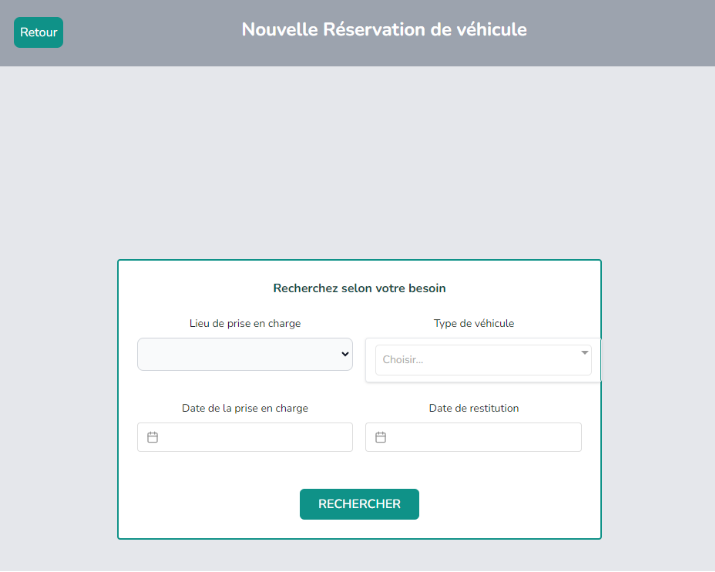 Retour
Nouvelle Réservation de véhicule
Recherchez selon votre besoin
Lieu de prise en charge
Type de véhicule
Choisir...
Date de la prise en charge
Date de restitution
RECHERCHER